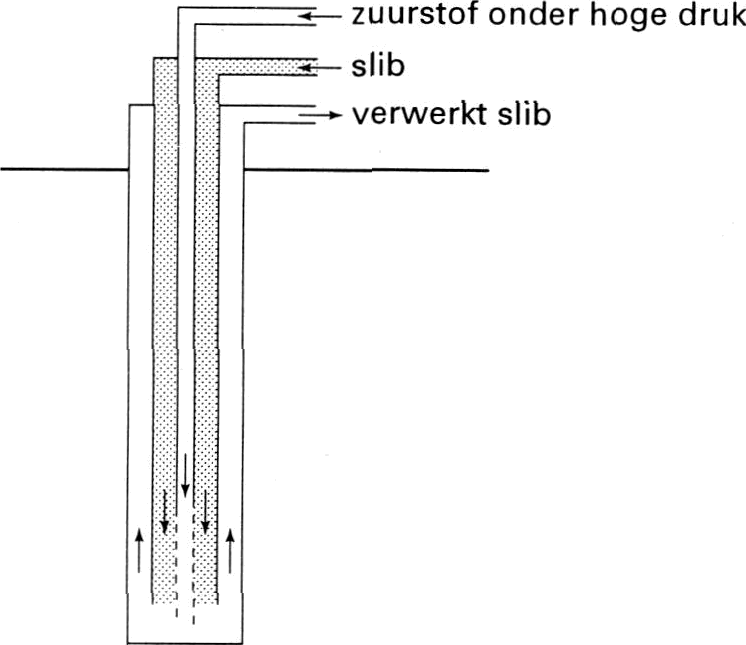 zuurstof onder hoge druk
slib
verwerkt slib